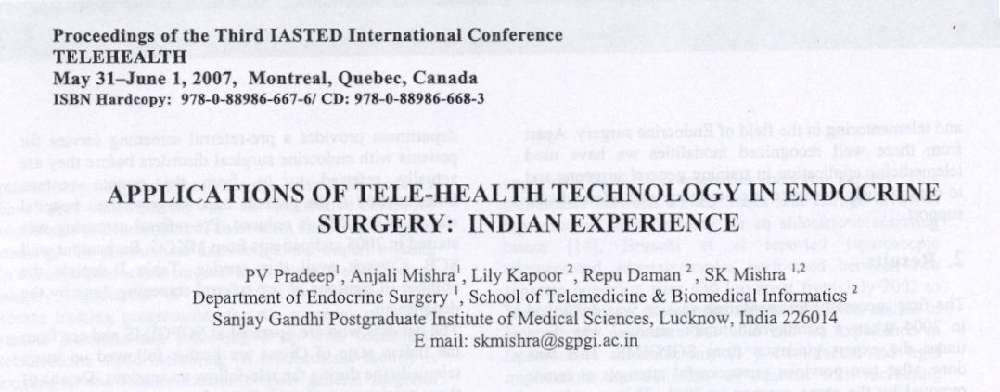 Proceedings of the Third IASTED International Conference
TELEHEALTH
May 31–June 1, 2007, Montreal, Quebec, Canada
ISBN Hardcopy: 978-0-88986-667-6/ CD: 978-0-88986-668-3
APPLICATIONS OF TELE-HEALTH TECHNOLOGY IN ENDOCRINE
SURGERY: INDIAN EXPERIENCE
PV Pradeep¹, Anjali Mishra¹, Lily Kapoor ², Repu Daman ², SK Mishra ¹,²
Department of Endocrine Surgery, ¹, School of Telemedicine & Biomedical Informatics ²
Sanjay Gandhi Postgraduate Institute of Medical Sciences, Lucknow, India 226014
E mail: skmishra@sgpgi.ac.in